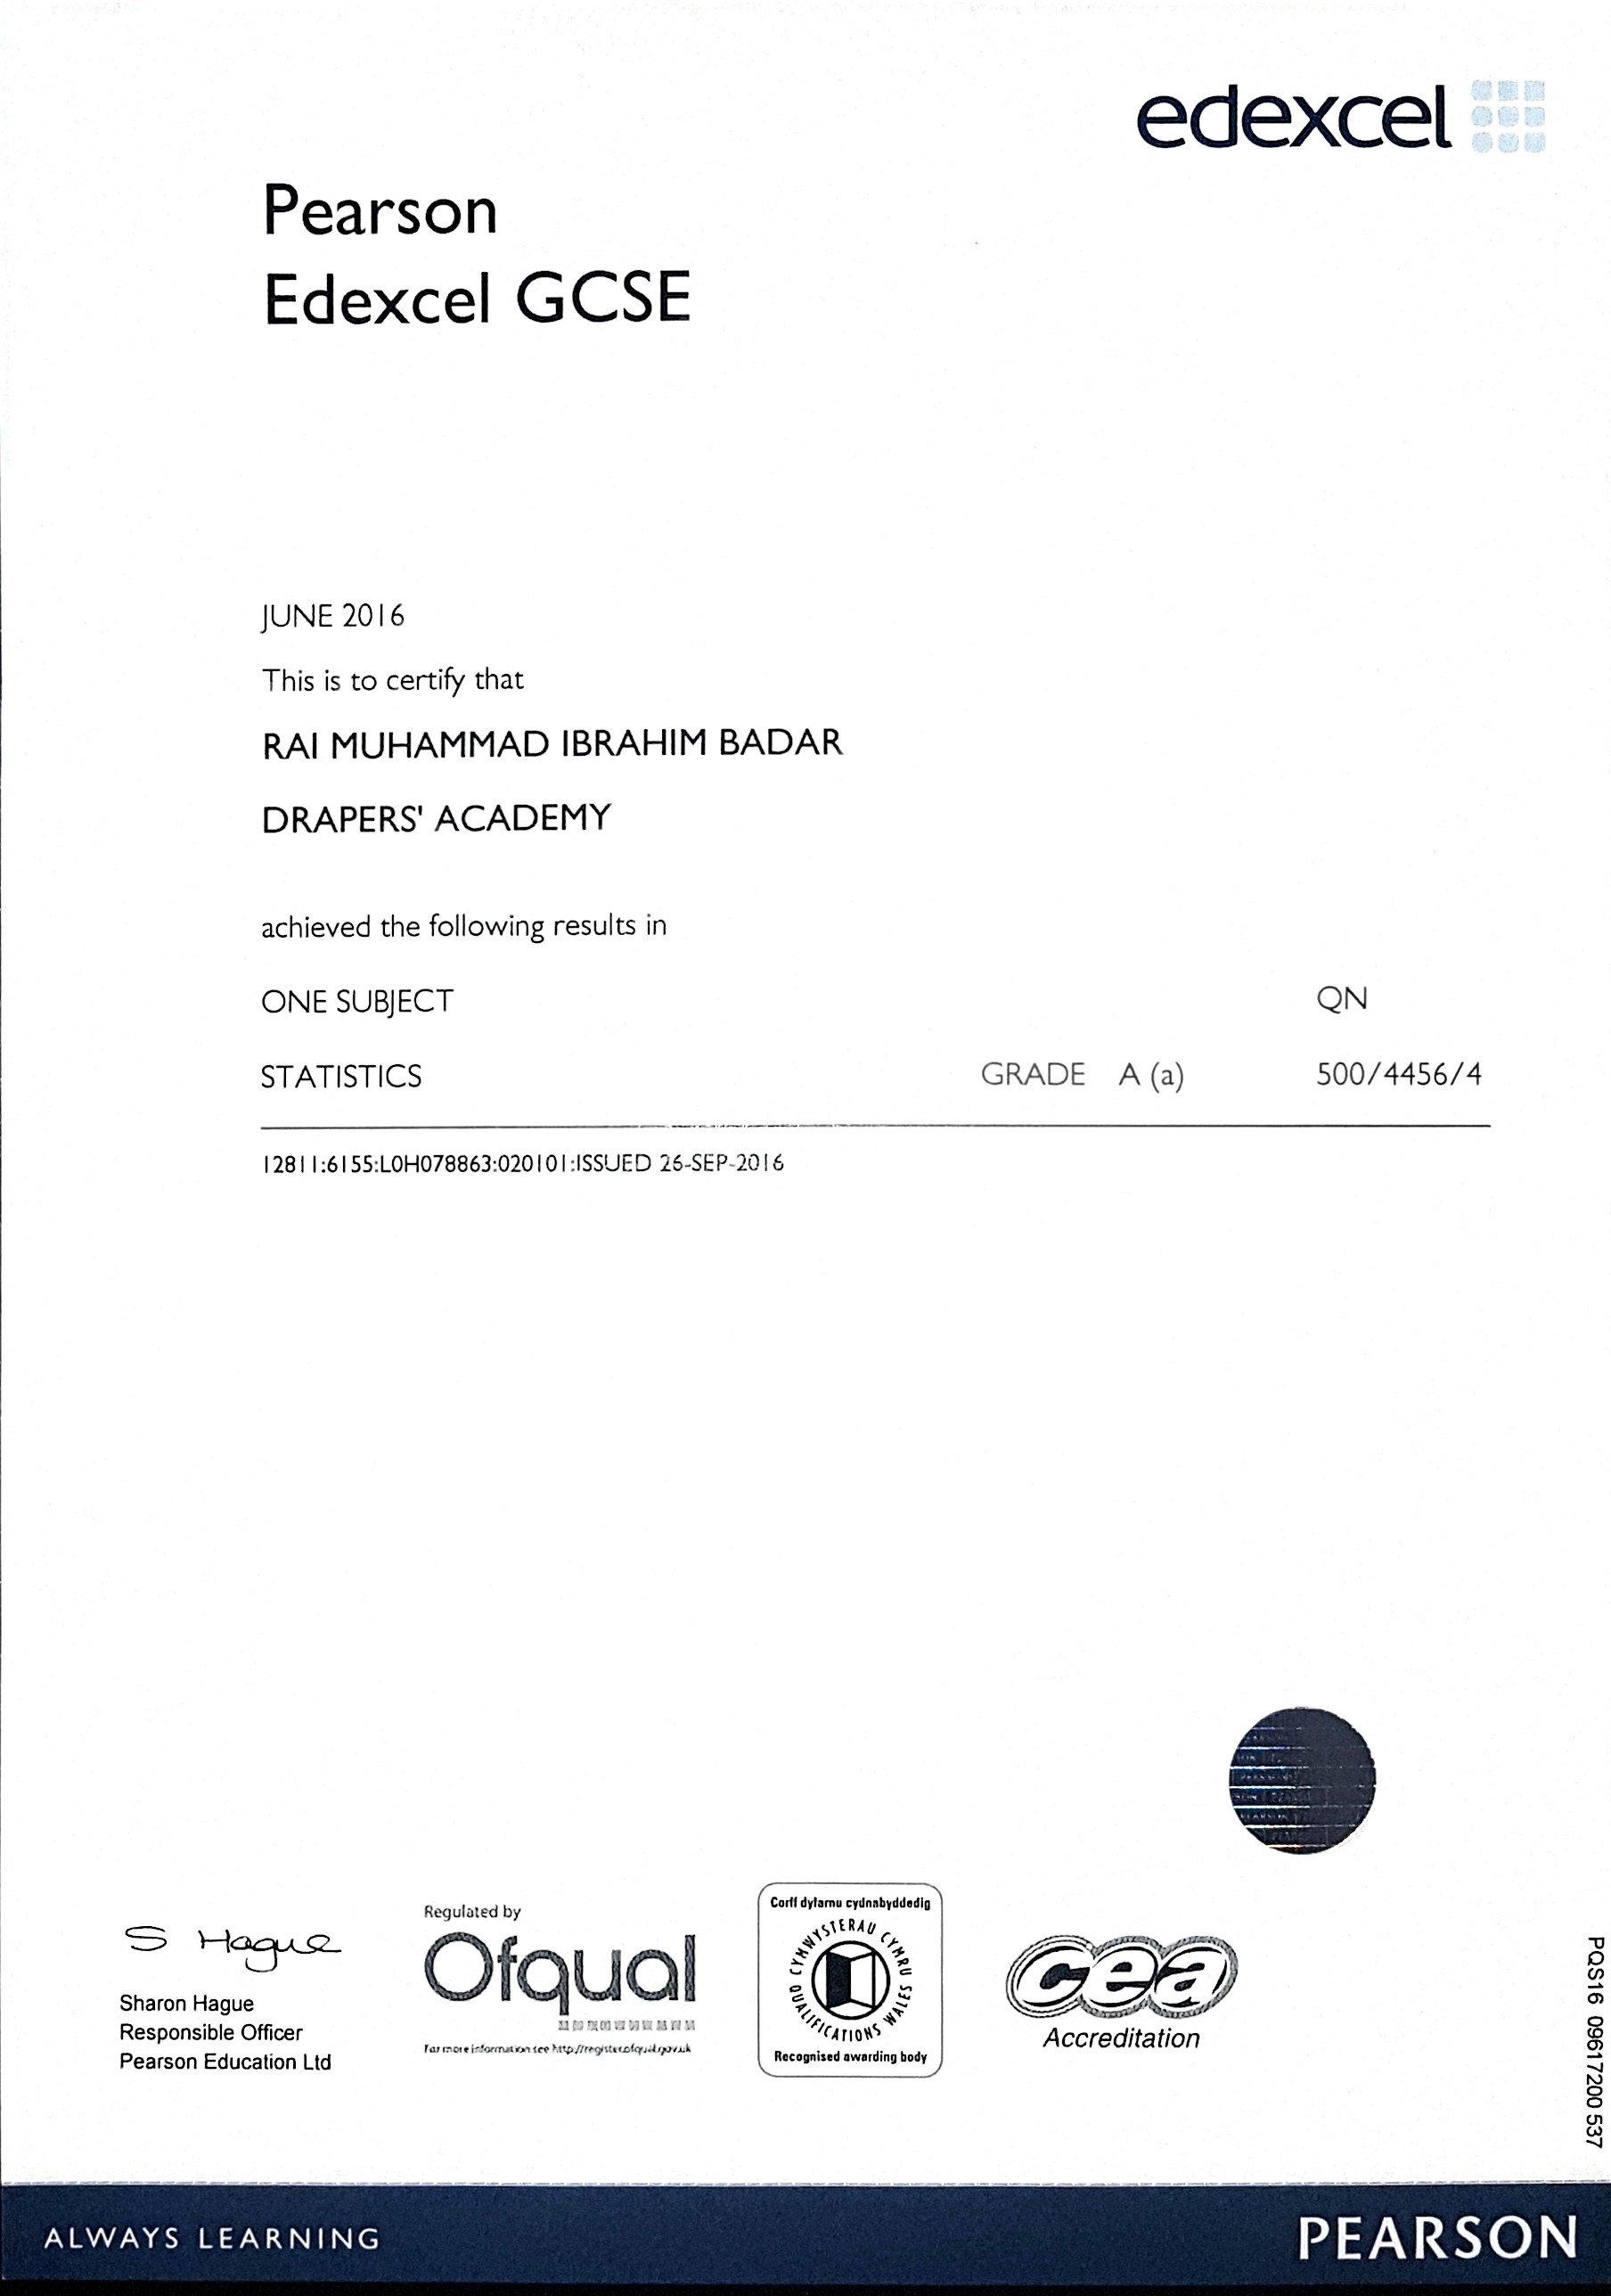 edexcel
Pearson
Edexcel GCSE
JUNE 2016
This is to certify that
RAI MUHAMMAD IBRAHIM BADAR
DRAPERS' ACADEMY
achieved the following results in
ONE SUBJECT QN
STATISTICS GRADE A (a) 500/4456/4
12811:6155:L0H078863:020101:ISSUED 26-SEP-2016
S Hague
Sharon Hague
Responsible Officer
Pearson Education Ltd
Regulated by
Ofqual
For more information see http://register.ofqual.gov.uk
Corff dyfarnu cydnabyddedig
CYMWYSTERAU CYMRU
QUALIFICATIONS WALES
Recognised awarding body
cea
Accreditation
PQS16 09617200 537
ALWAYS LEARNING
PEARSON